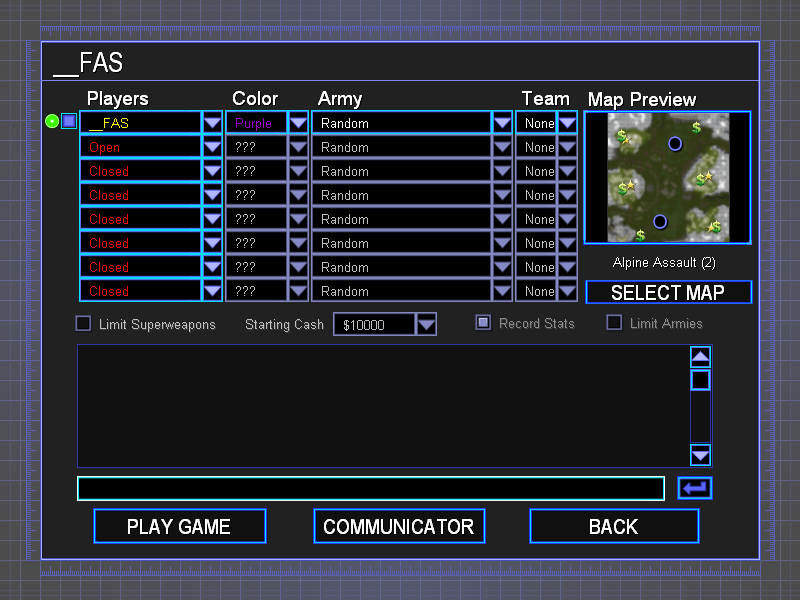 __FAS
Players Color Army Team Map Preview
__FAS Purple Random None
Open ??? Random None
Closed ??? Random None
Closed ??? Random None
Closed ??? Random None
Closed ??? Random None
Closed ??? Random None
Closed ??? Random None
Alpine Assault (2)
SELECT MAP
Limit Superweapons Starting Cash $10000 Record Stats Limit Armies
PLAY GAME COMMUNICATOR BACK